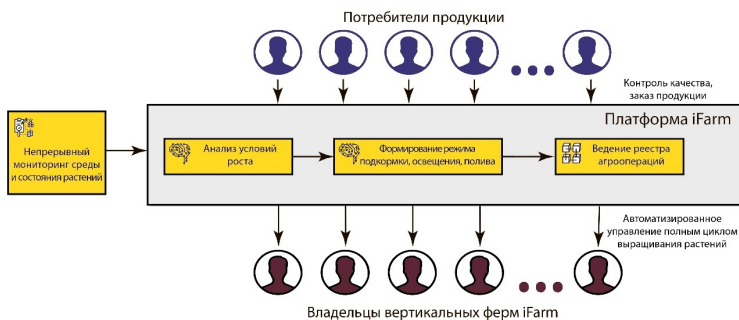 Потребители продукции
Контроль качества,
заказ продукции
Платформа iFarm
Непрерывный
мониторинг среды
и состояния растений
Анализ условий
роста
Формирование режима
подкормки, освещения, полива
Ведение реестра
агроопераций
Автоматизированное
управление полным циклом
выращивания растений
Владельцы вертикальных ферм iFarm